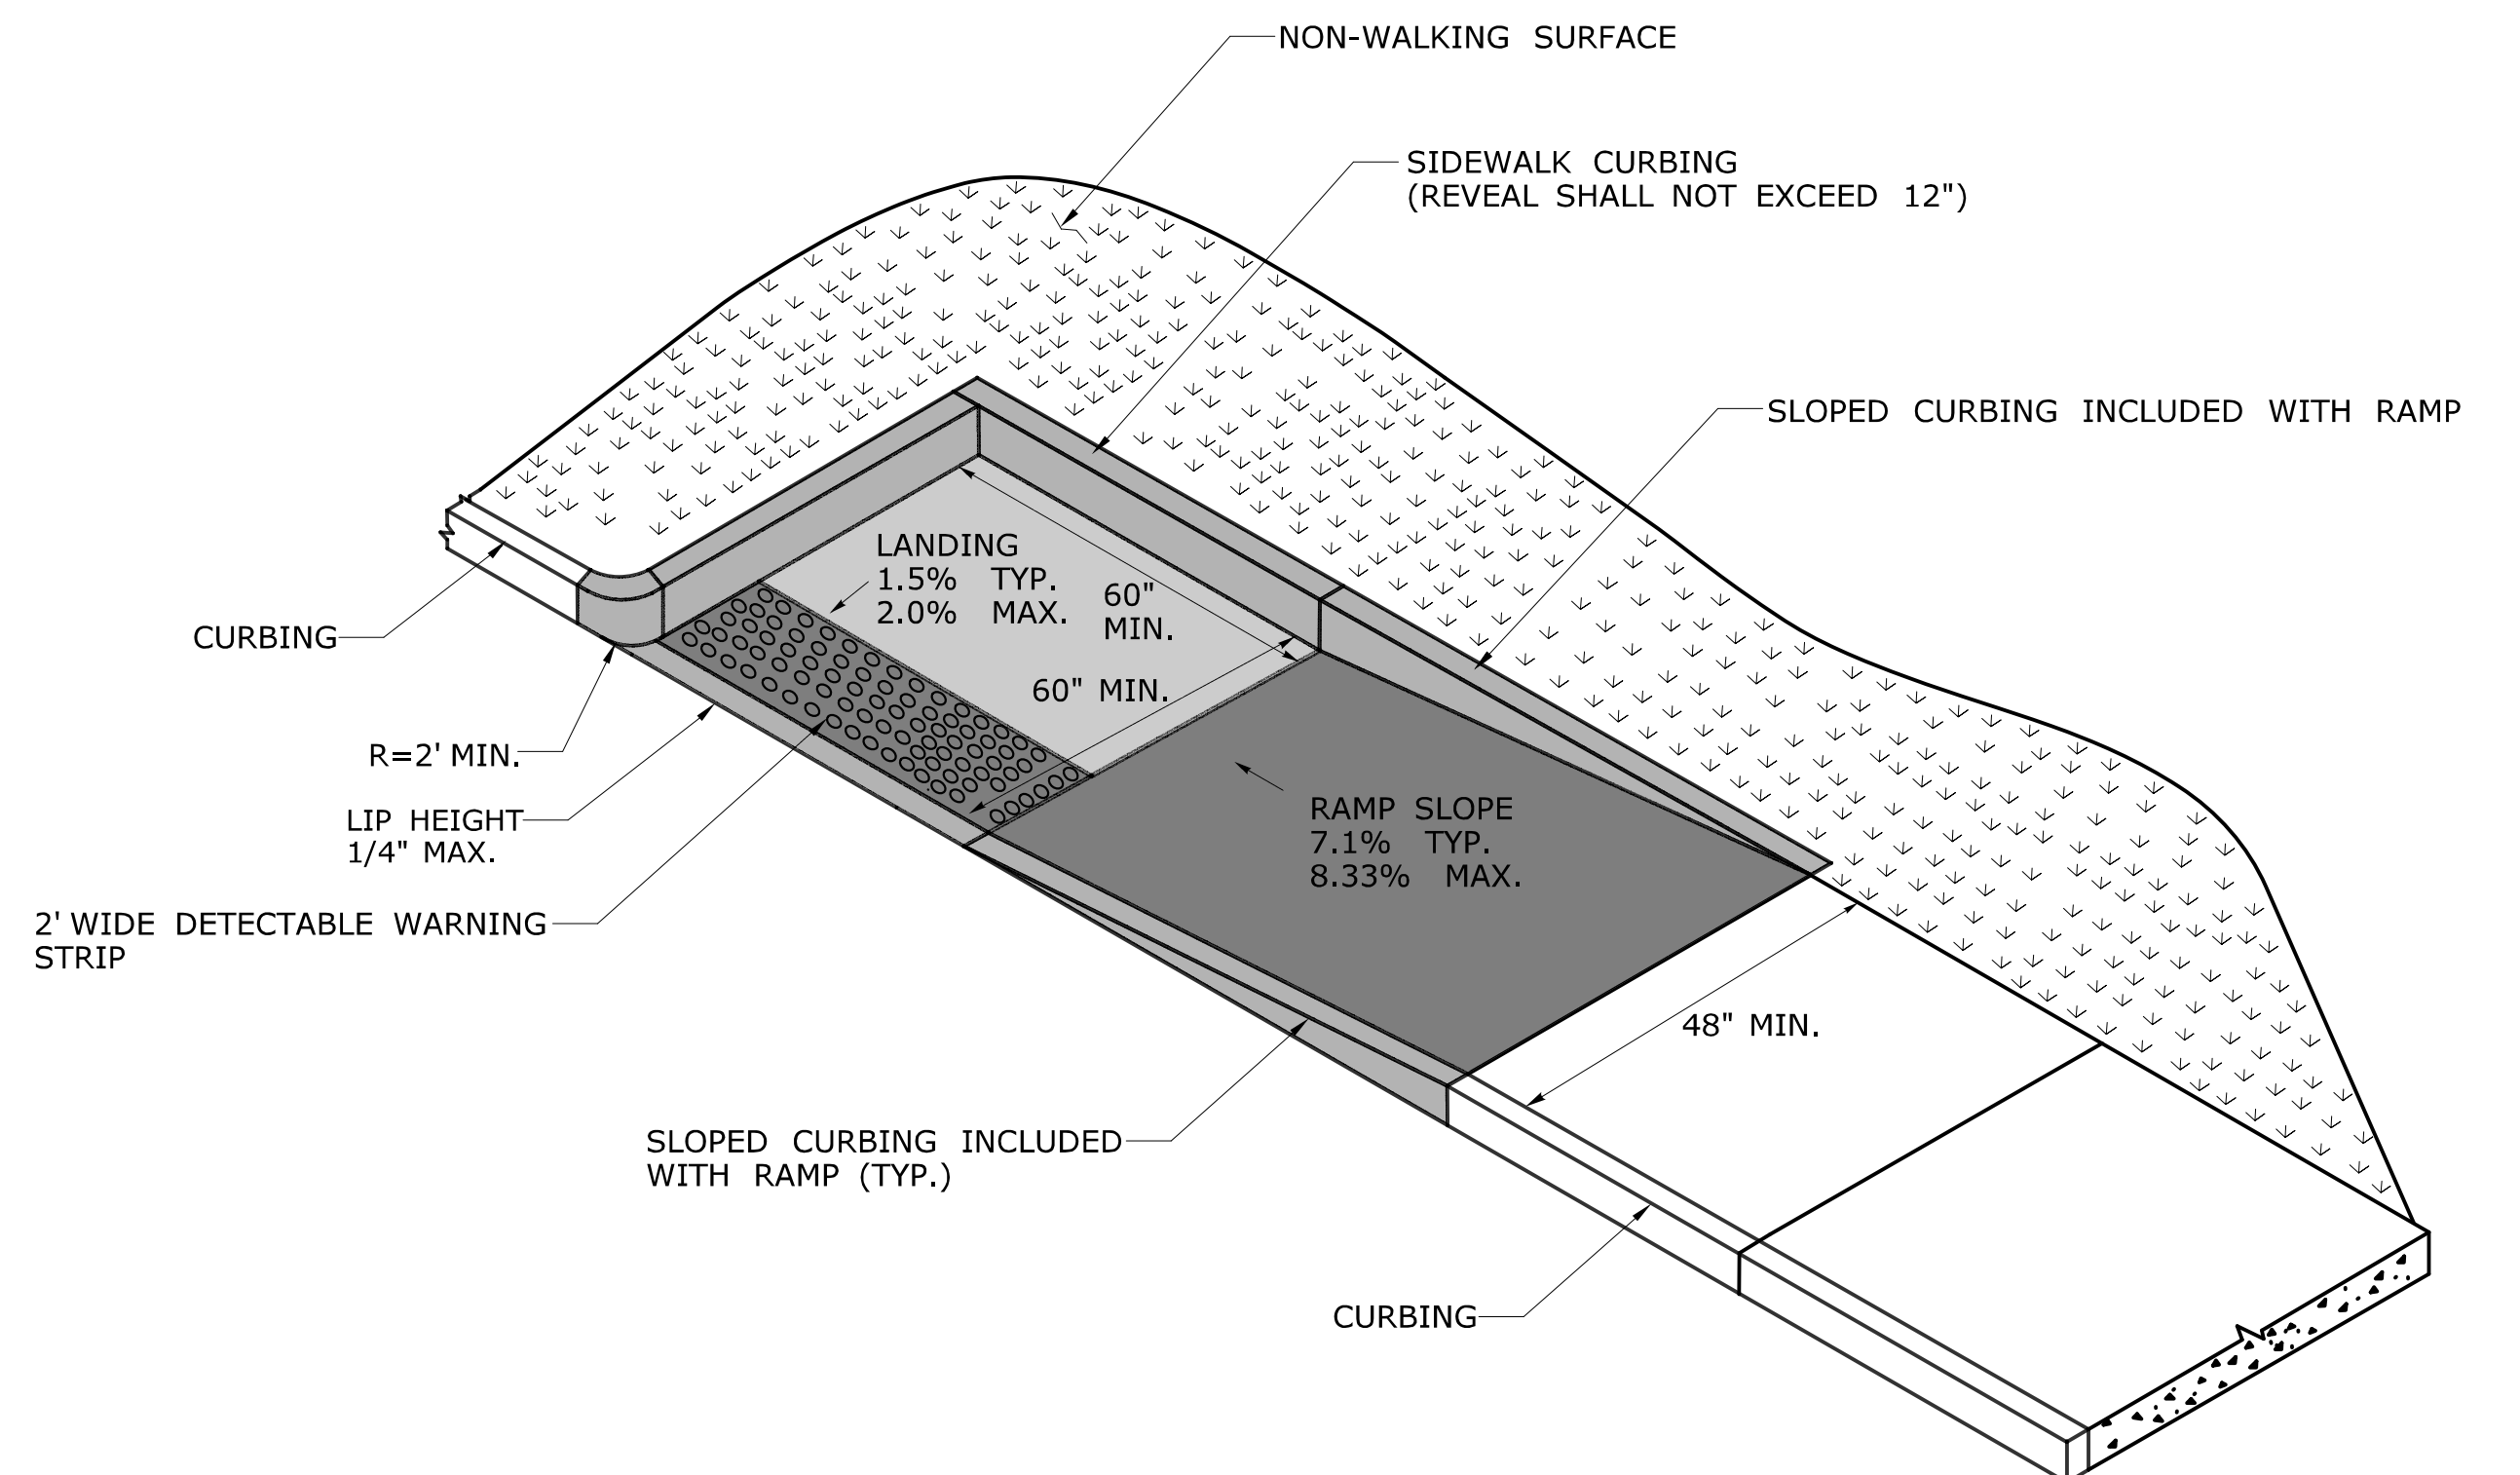 NON-WALKING SURFACE
SIDEWALK CURBING
(REVEAL SHALL NOT EXCEED 12")
SLOPED CURBING INCLUDED WITH RAMP
LANDING
1.5% TYP.
2.0% MAX.
60"
MIN.
60" MIN.
CURBING
R=2' MIN.
LIP HEIGHT
1/4" MAX.
2' WIDE DETECTABLE WARNING
STRIP
RAMP SLOPE
7.1% TYP.
8.33% MAX.
48" MIN.
SLOPED CURBING INCLUDED
WITH RAMP (TYP.)
CURBING